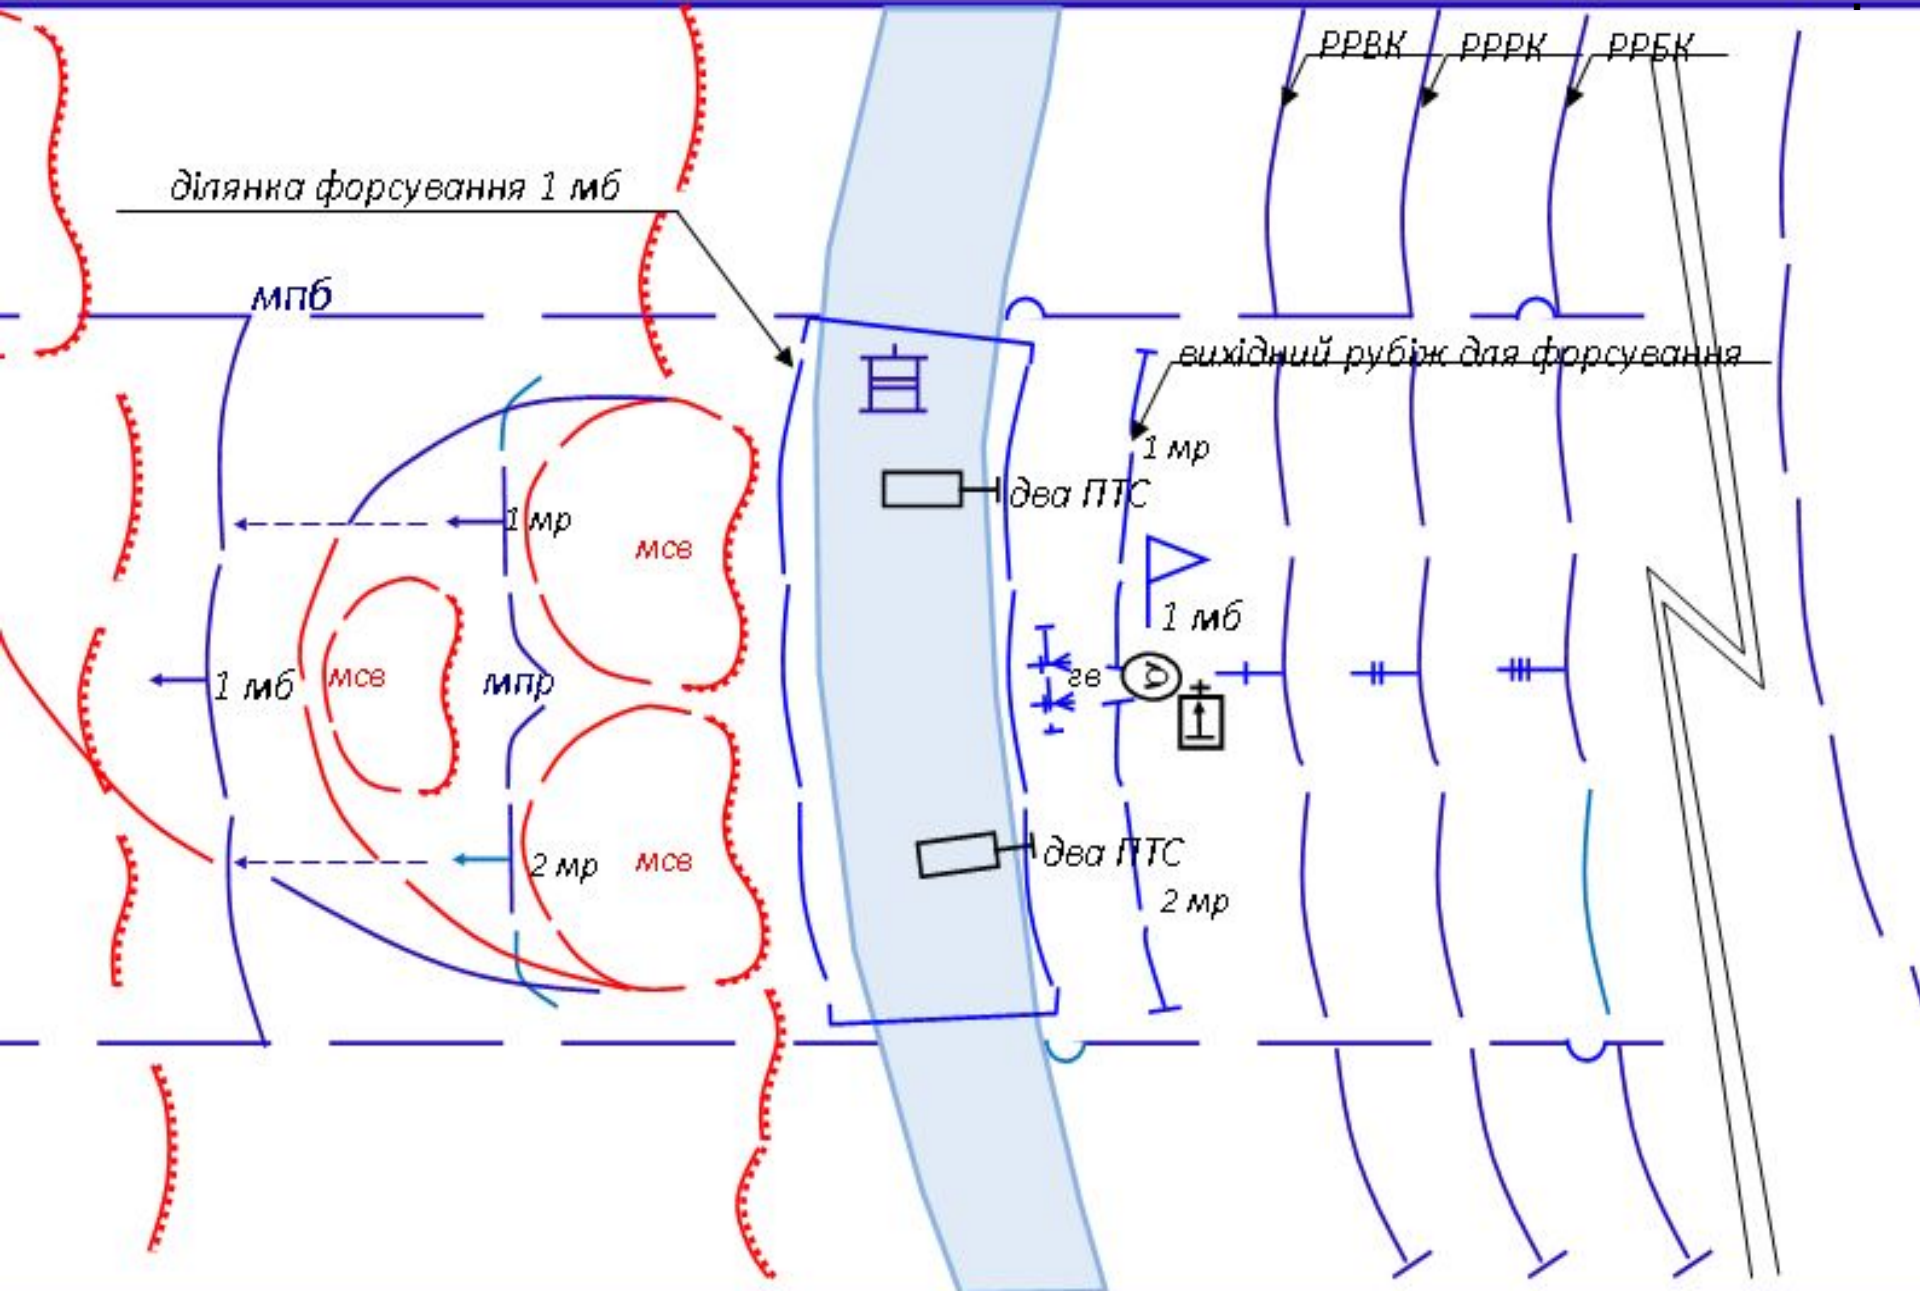 РРВК
РРРК
РРБК
ділянка форсування 1 мб
мпб
вихідний рубіж для форсування
1 мр
два ПТС
1 мр
мсв
1 мб
гв
1 мб
мсв
мпр
два ПТС
2 мр
мсв
2 мр